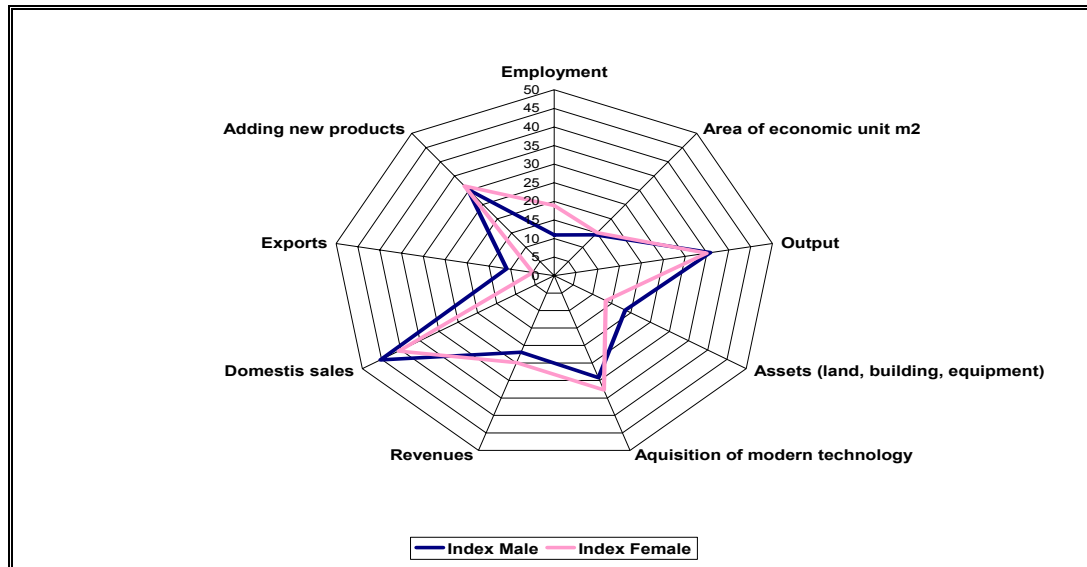 Employment
50
45
40
35
30
25
20
15
10
5
0
Adding new products
Area of economic unit m2
Exports
Output
Domestis sales
Assets (land, building, equipment)
Revenues
Aquisition of modern technology
Index Male
Index Female